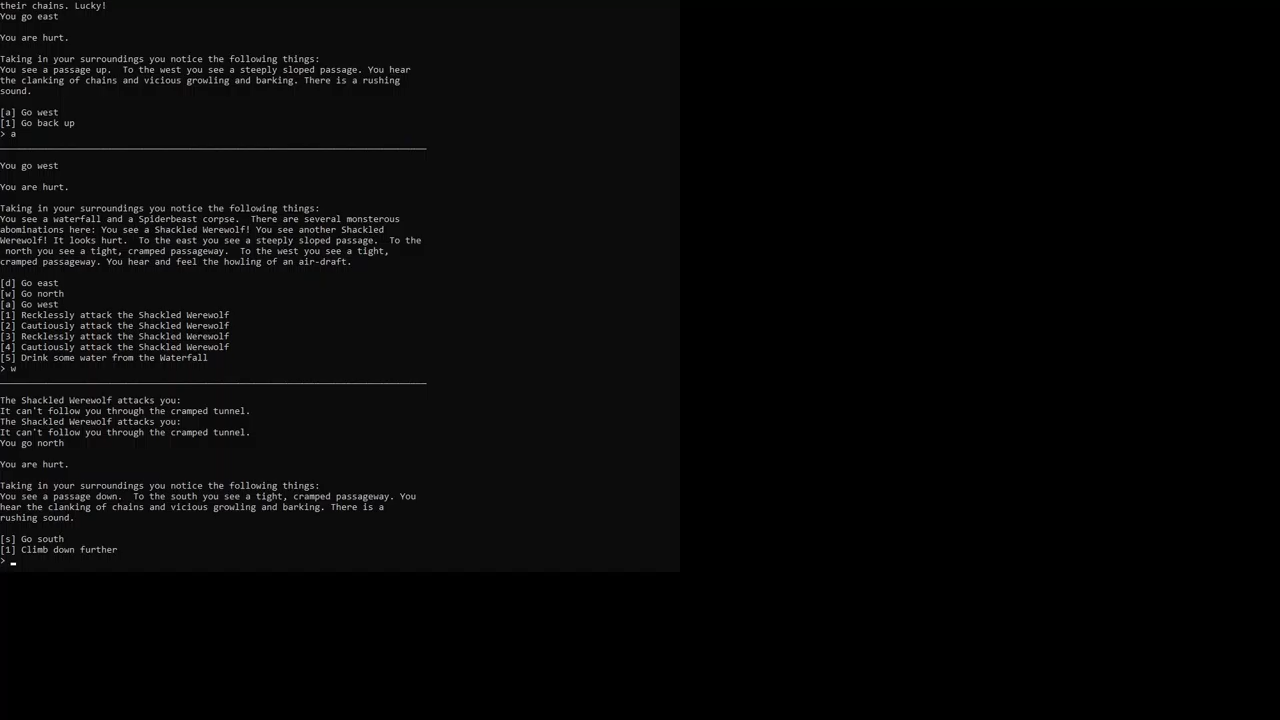 their chains. Lucky!
You go east
You are hurt.
Taking in your surroundings you notice the following things:
You see a passage up.  To the west you see a steeply sloped passage. You hear
the clanking of chains and vicious growling and barking. There is a rushing
sound.
[a] Go west
[1] Go back up
> a
You go west
You are hurt.
Taking in your surroundings you notice the following things:
You see a waterfall and a Spiderbeast corpse.  There are several monsterous
abominations here: You see a Shackled Werewolf! You see another Shackled
Werewolf! It looks hurt.  To the east you see a steeply sloped passage.  To the
north you see a tight, cramped passageway.  To the west you see a tight,
cramped passageway. You hear and feel the howling of an air-draft.
[d] Go east
[w] Go north
[a] Go west
[1] Recklessly attack the Shackled Werewolf
[2] Cautiously attack the Shackled Werewolf
[3] Recklessly attack the Shackled Werewolf
[4] Cautiously attack the Shackled Werewolf
[5] Drink some water from the Waterfall
> w
The Shackled Werewolf attacks you:
It can't follow you through the cramped tunnel.
The Shackled Werewolf attacks you:
It can't follow you through the cramped tunnel.
You go north
You are hurt.
Taking in your surroundings you notice the following things:
You see a passage down.  To the south you see a tight, cramped passageway. You
hear the clanking of chains and vicious growling and barking. There is a
rushing sound.
[s] Go south
[1] Climb down further
>